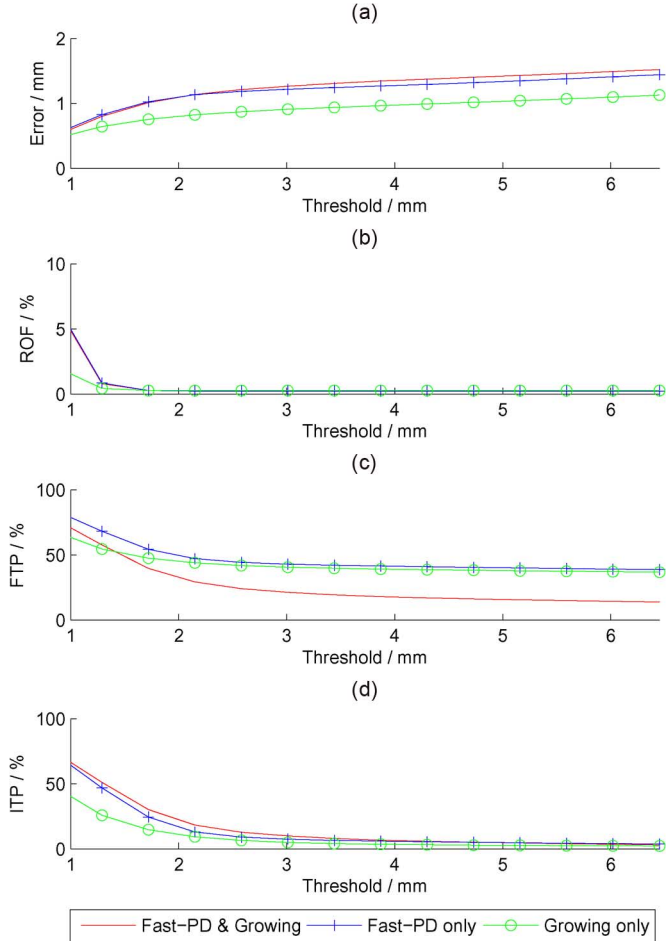 (a)
2
1
0
Error / mm
1 2 3 4 5 6
Threshold / mm
(b)
10
5
0
ROF / %
1 2 3 4 5 6
Threshold / mm
(c)
100
50
0
FTP / %
1 2 3 4 5 6
Threshold / mm
(d)
100
50
0
ITP / %
1 2 3 4 5 6
Threshold / mm
Fast-PD & Growing Fast-PD only Growing only